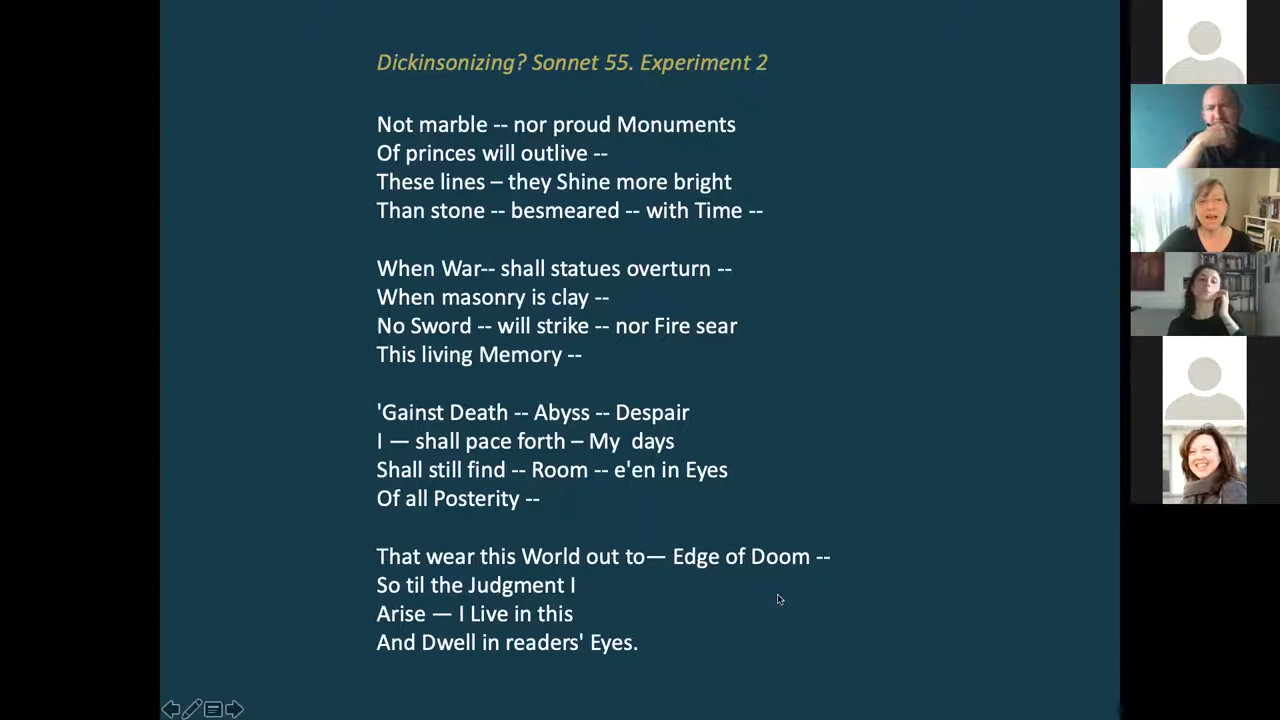 Dickinsonizing? Sonnet 55. Experiment 2
Not marble -- nor proud Monuments
Of princes will outlive --
These lines – they Shine more bright
Than stone -- besmeared -- with Time --
When War-- shall statues overturn --
When masonry is clay --
No Sword -- will strike -- nor Fire sear
This living Memory --
'Gainst Death -- Abyss -- Despair
I — shall pace forth – My  days
Shall still find -- Room -- e'en in Eyes
Of all Posterity --
That wear this World out to— Edge of Doom --
So til the Judgment I
Arise — I Live in this
And Dwell in readers' Eyes.